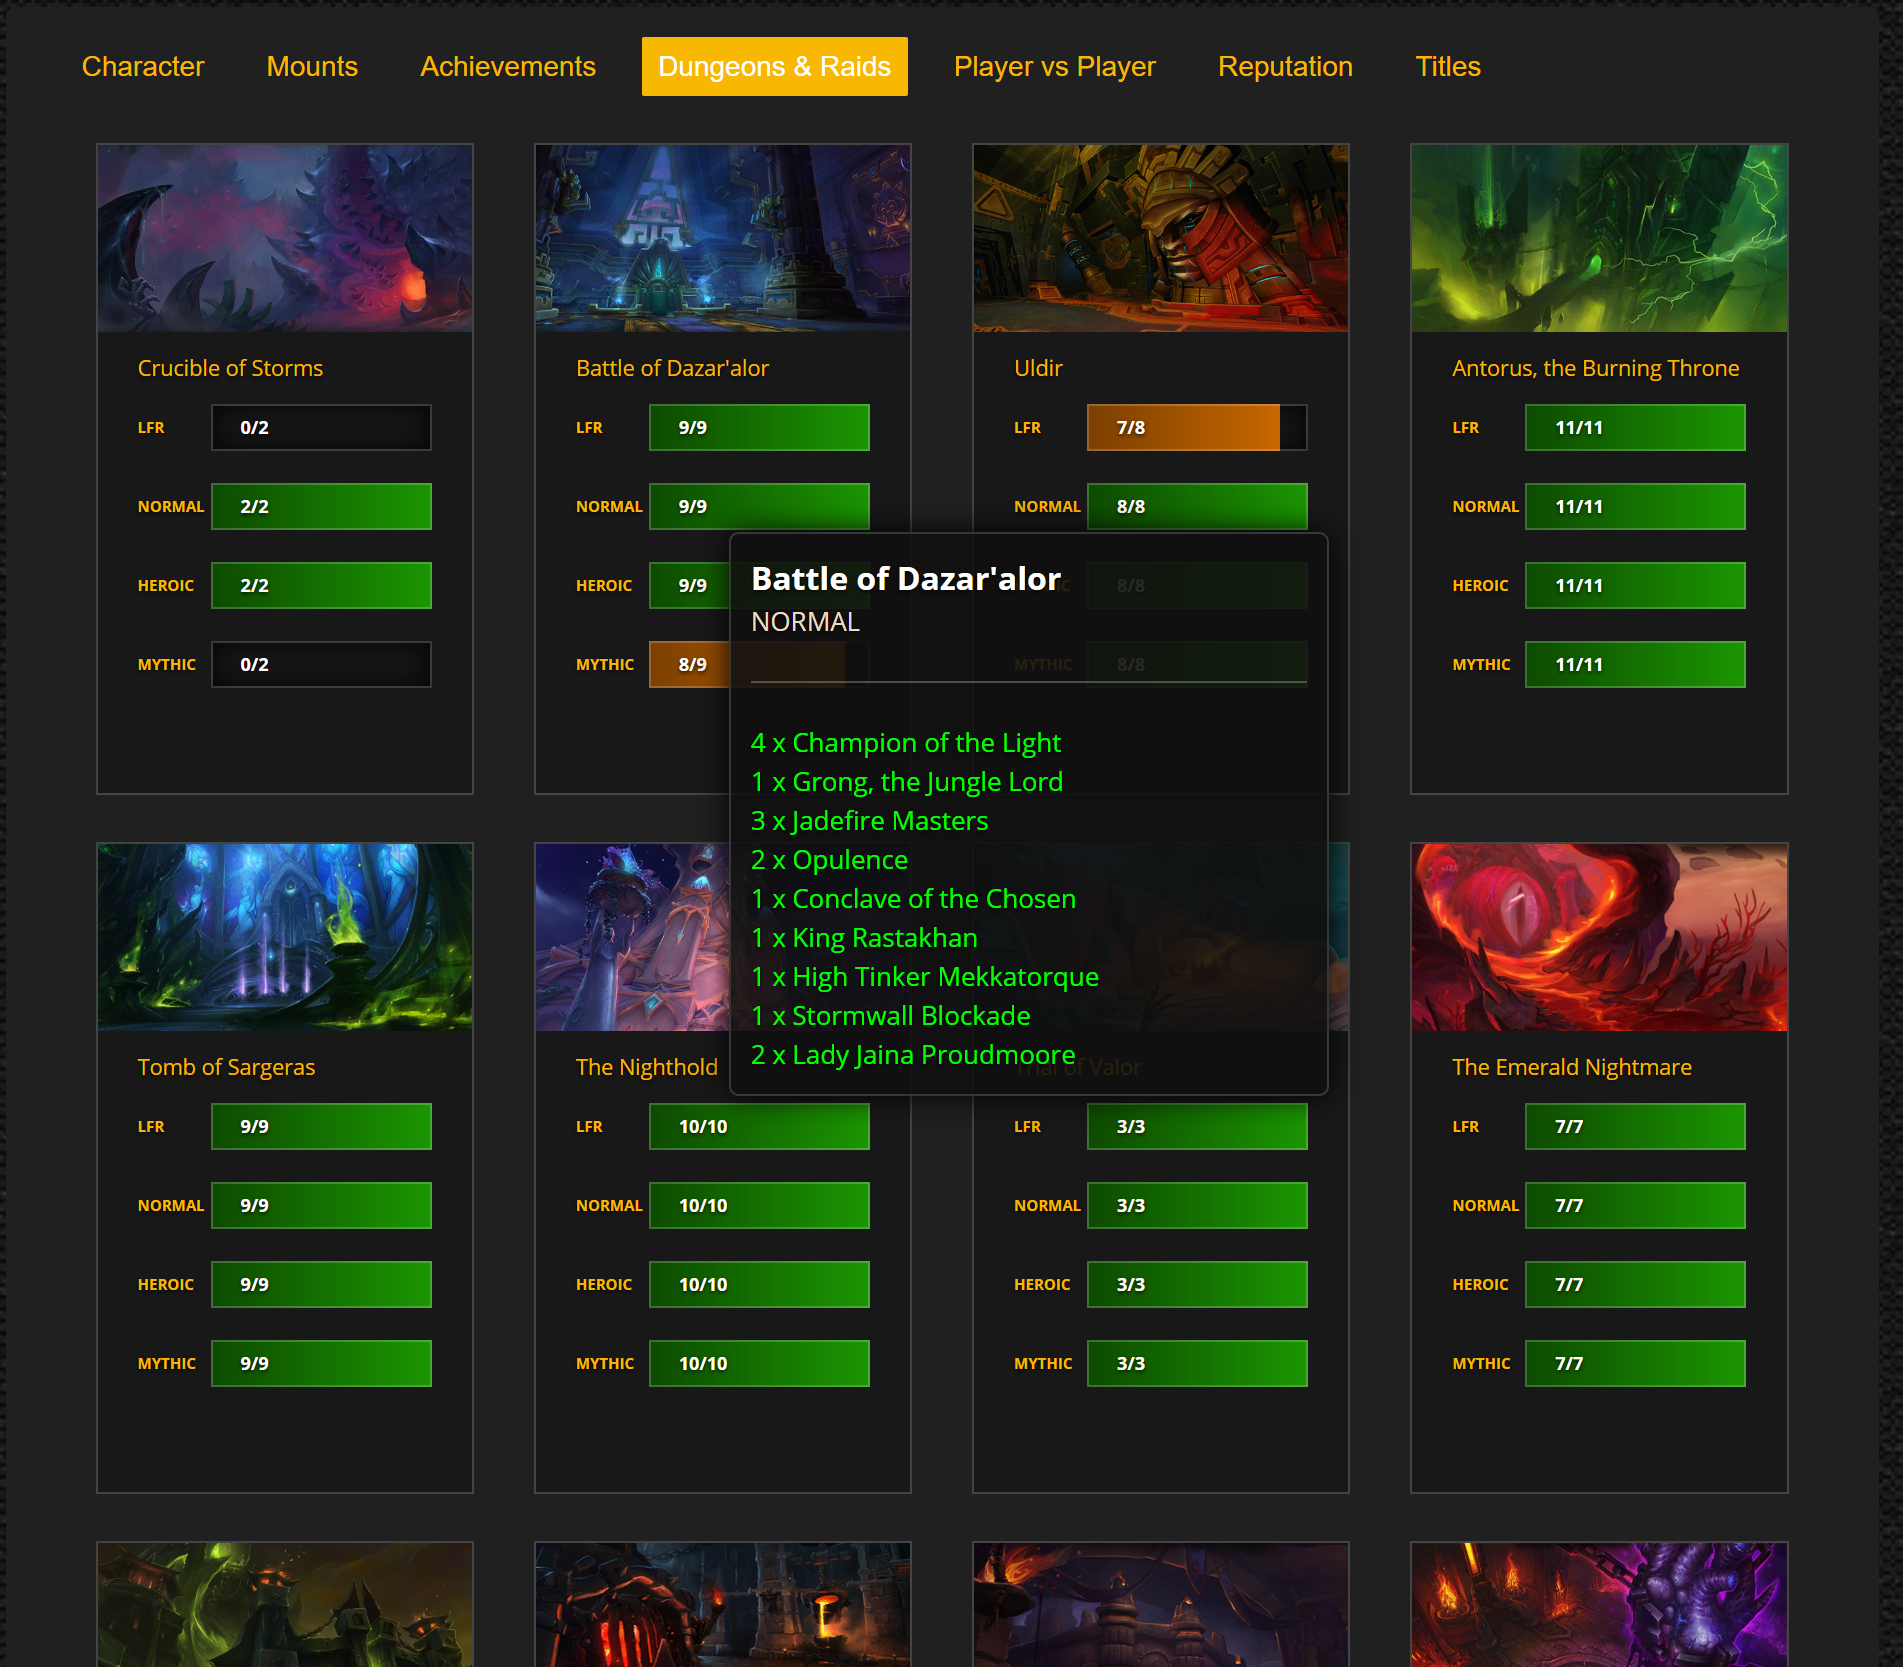 Character Mounts Achievements Dungeons & Raids Player vs Player Reputation Titles
Crucible of Storms
LFR 0/2
NORMAL 2/2
HEROIC 2/2
MYTHIC 0/2
Battle of Dazar'alor
LFR 9/9
NORMAL 9/9
HEROIC 9/9
MYTHIC 8/9
Uldir
LFR 7/8
NORMAL 8/8
8/8
MYTHIC 8/8
Antorus, the Burning Throne
LFR 11/11
NORMAL 11/11
HEROIC 11/11
MYTHIC 11/11
Battle of Dazar'alor
NORMAL
4 x Champion of the Light
1 x Grong, the Jungle Lord
3 x Jadefire Masters
2 x Opulence
1 x Conclave of the Chosen
1 x King Rastakhan
1 x High Tinker Mekkatorque
1 x Stormwall Blockade
2 x Lady Jaina Proudmoore
Tomb of Sargeras
LFR 9/9
NORMAL 9/9
HEROIC 9/9
MYTHIC 9/9
The Nighthold
LFR 10/10
NORMAL 10/10
HEROIC 10/10
MYTHIC 10/10
Trial of Valor
LFR 3/3
NORMAL 3/3
HEROIC 3/3
MYTHIC 3/3
The Emerald Nightmare
LFR 7/7
NORMAL 7/7
HEROIC 7/7
MYTHIC 7/7